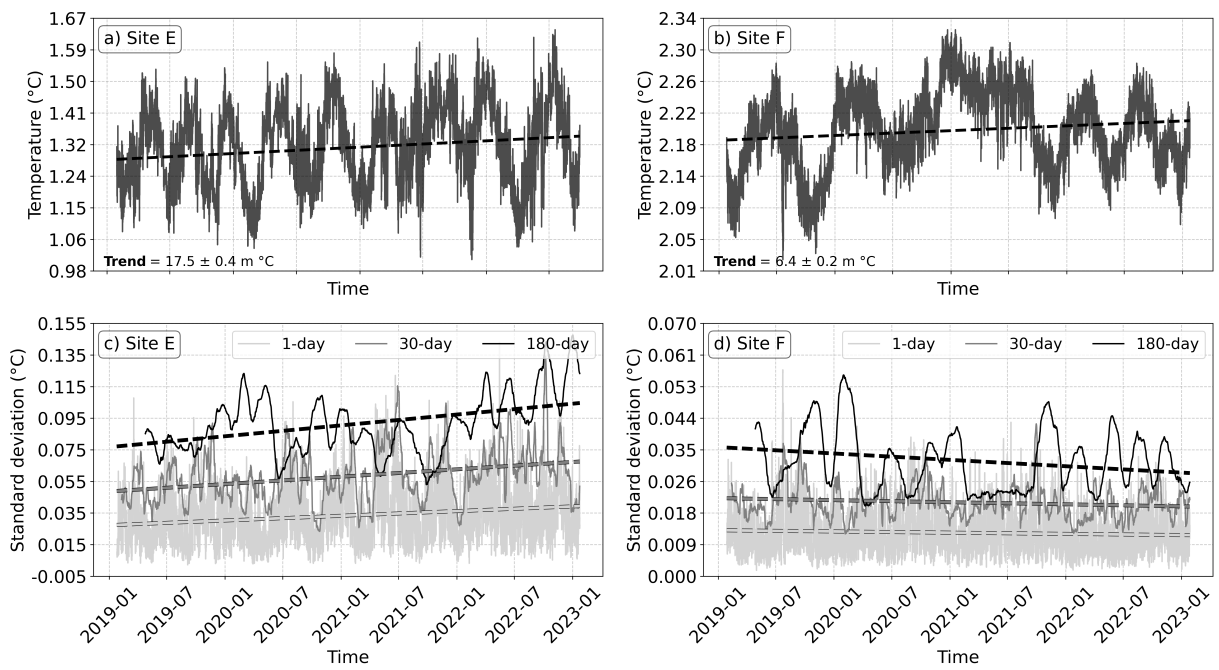 a) Site E
Temperature (°C)
1.67
1.59
1.50
1.41
1.32
1.24
1.15
1.06
0.98
Trend = 17.5 ± 0.4 m °C
Time
b) Site F
Temperature (°C)
2.34
2.30
2.26
2.22
2.18
2.14
2.09
2.05
2.01
Trend = 6.4 ± 0.2 m °C
Time
c) Site E
1-day 30-day 180-day
Standard deviation (°C)
0.155
0.135
0.115
0.095
0.075
0.055
0.035
0.015
-0.005
2019-01 2019-07 2020-01 2020-07 2021-01 2021-07 2022-01 2022-07 2023-01
Time
d) Site F
1-day 30-day 180-day
Standard deviation (°C)
0.070
0.061
0.053
0.044
0.035
0.026
0.018
0.009
0.000
2019-01 2019-07 2020-01 2020-07 2021-01 2021-07 2022-01 2022-07 2023-01
Time